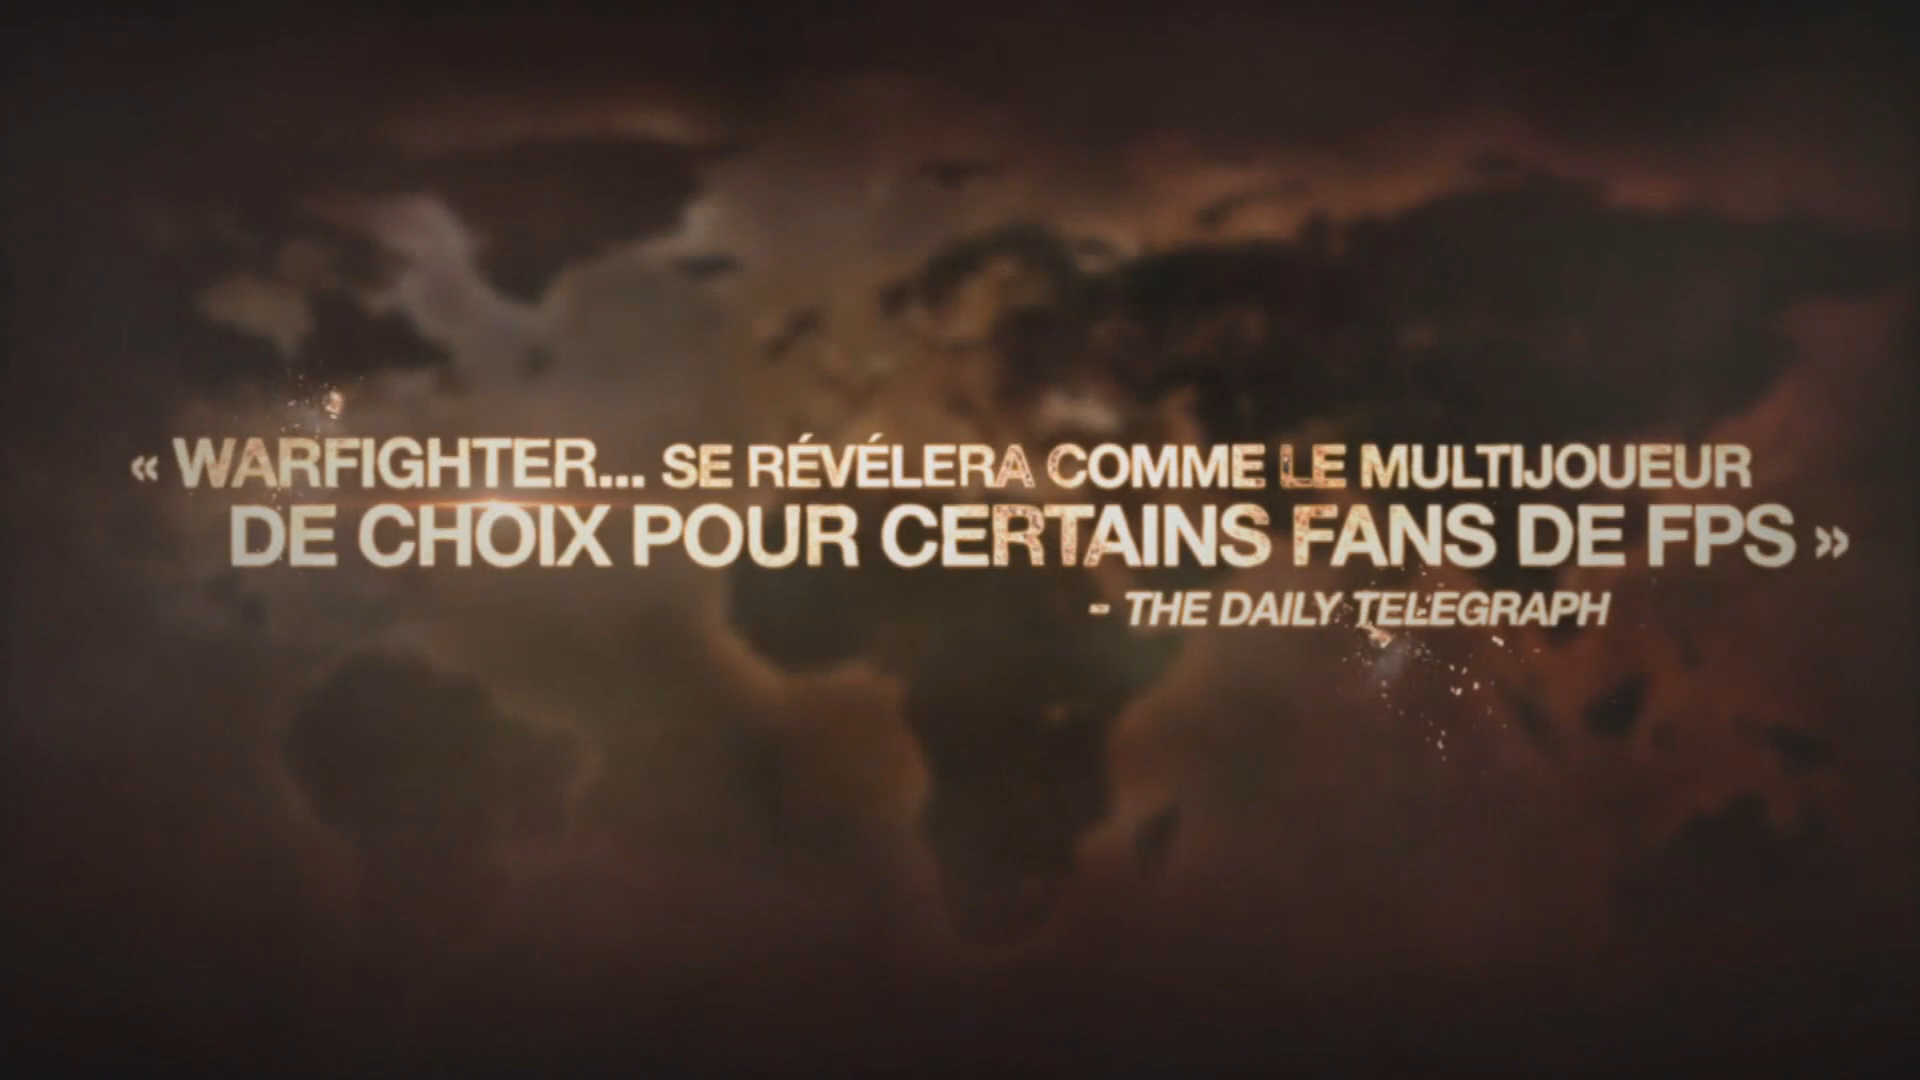 « WARFIGHTER... SE RÉVÉLERA COMME LE MULTIJOUEUR
DE CHOIX POUR CERTAINS FANS DE FPS »
- THE DAILY TELEGRAPH